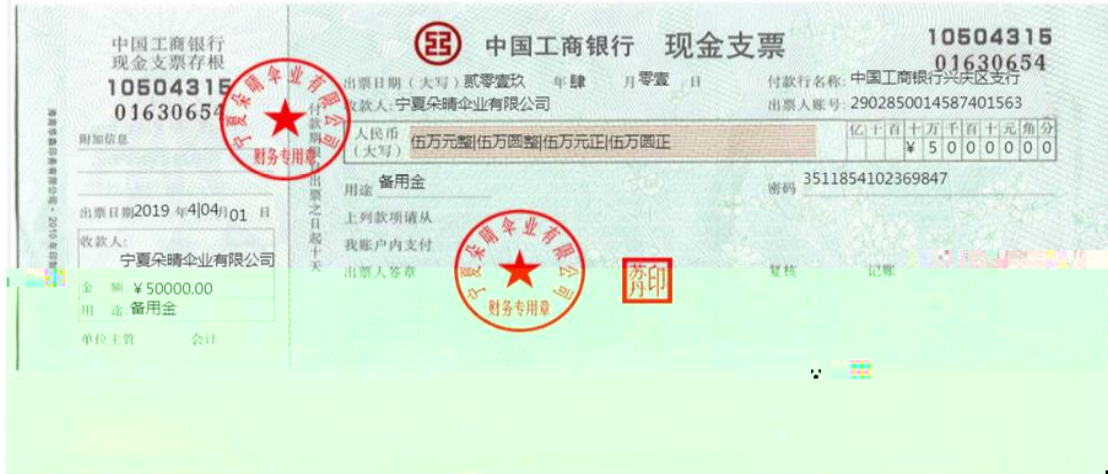 中国工商银行
现金支票存根
10504315
01630654
附加信息
出票日期2019 年4|04月01 日
收款人:
宁夏朵晴伞业有限公司
金 额 ¥50000.00
用 途 备用金
单位主管 会计
付款期限自出票之日起十天
中国工商银行 现金支票
10504315
01630654
出票日期(大写)贰零壹玖 年肆 月零壹 日
付款行名称:中国工商银行兴庆区支行
收款人:宁夏朵晴伞业有限公司
出票人账号:2902850014587401563
人民币
(大写)
伍万元整|伍万圆整|伍万元正|伍万圆正
亿 千 百 十 万 千 百 十 元 角 分
¥ 5 0 0 0 0 0 0
用途 备用金
密码 3511854102369847
上列款项请从
我账户内支付
出票人签章
复核 记账
宁夏朵晴伞业有限公司
财务专用章
宁夏朵晴伞业有限公司
财务专用章
苏丹印